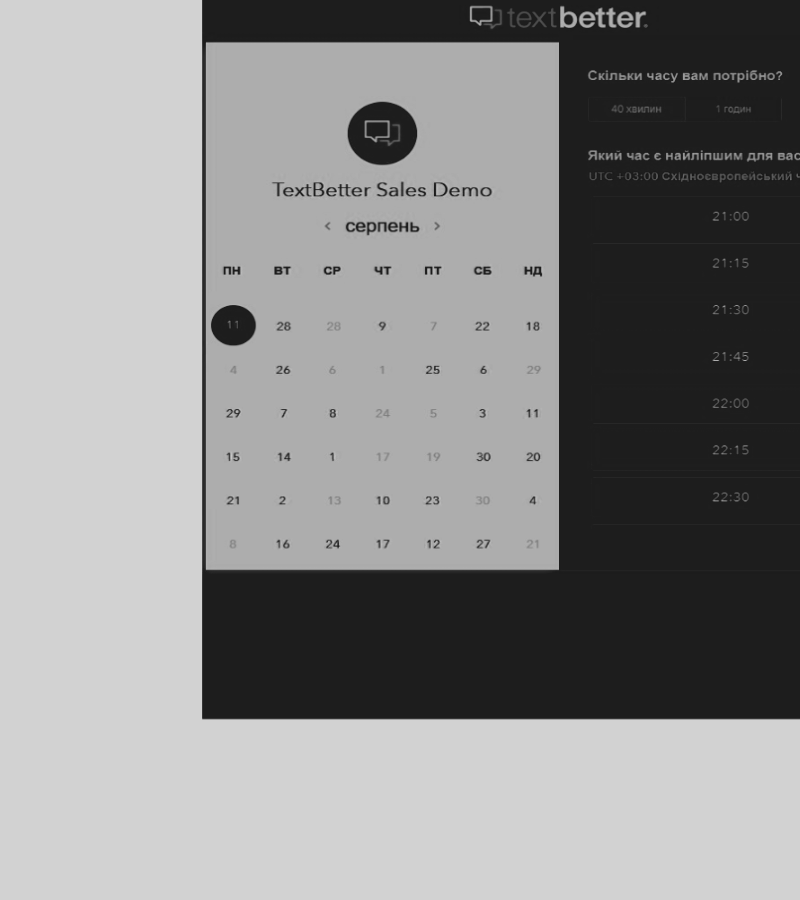 textbetter.
TextBetter Sales Demo
< серпень >
ПН ВТ СР ЧТ ПТ СБ НД
11 28 28 9 7 22 18
4 26 6 1 25 6 29
29 7 8 24 5 3 11
15 14 1 17 19 30 20
21 2 13 10 23 30 4
8 16 24 17 12 27 21
Скільки часу вам потрібно?
40 хвилин 1 годин
Який час є найліпшим для вас
UTC +03:00 Східноєвропейський ч
21:00
21:15
21:30
21:45
22:00
22:15
22:30